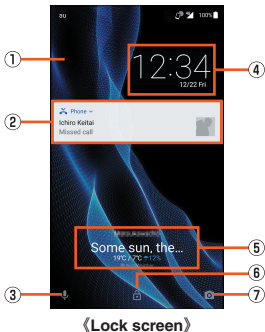 au
100%
①
12:34
④
12/22 Fri
②
Phone
Ichiro Keitai
Missed call
Some sun, the...
⑤
19℃ / 7℃ 12%
⑥
③
⑦
《Lock screen》